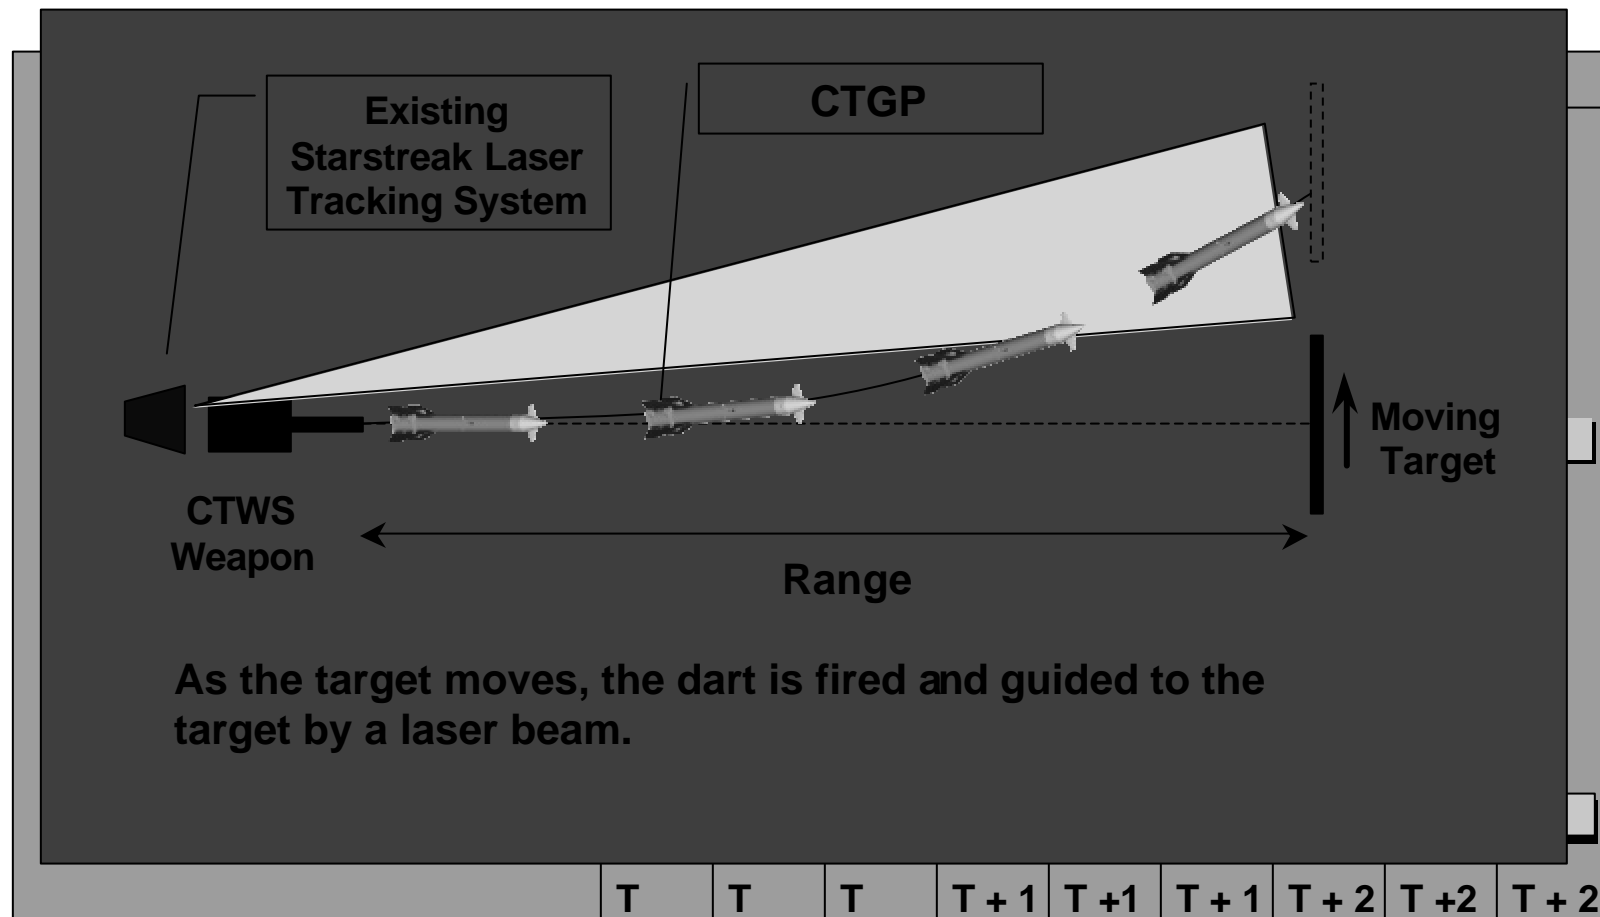 Existing
Starstreak Laser
Tracking System
CTGP
Moving
Target
CTWS
Weapon
Range
As the target moves, the dart is fired and guided to the
target by a laser beam.
T T T T + 1 T +1 T + 1 T + 2 T +2 T + 2